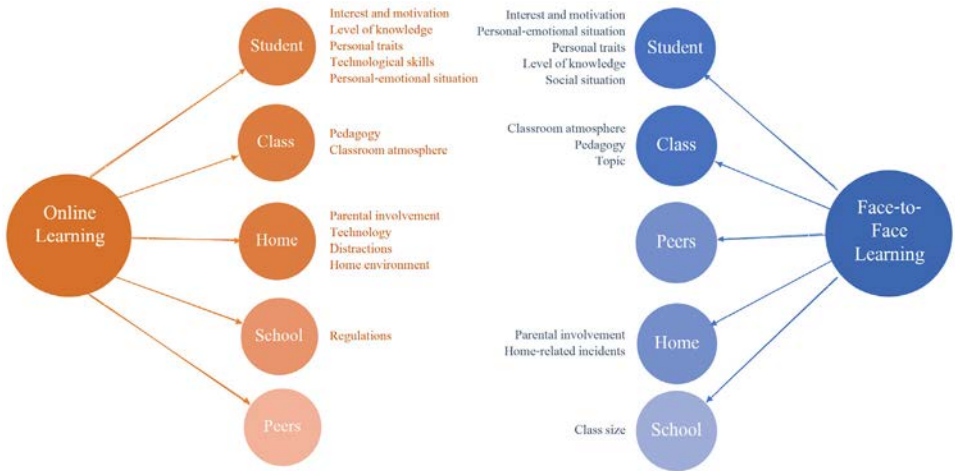 Online
Learning
Student
Interest and motivation
Level of knowledge
Personal traits
Technological skills
Personal-emotional situation
Class
Pedagogy
Classroom atmosphere
Home
Parental involvement
Technology
Distractions
Home environment
School
Regulations
Peers
Face-to-
Face
Learning
Student
Interest and motivation
Personal-emotional situation
Personal traits
Level of knowledge
Social situation
Class
Classroom atmosphere
Pedagogy
Topic
Peers
Home
Parental involvement
Home-related incidents
School
Class size